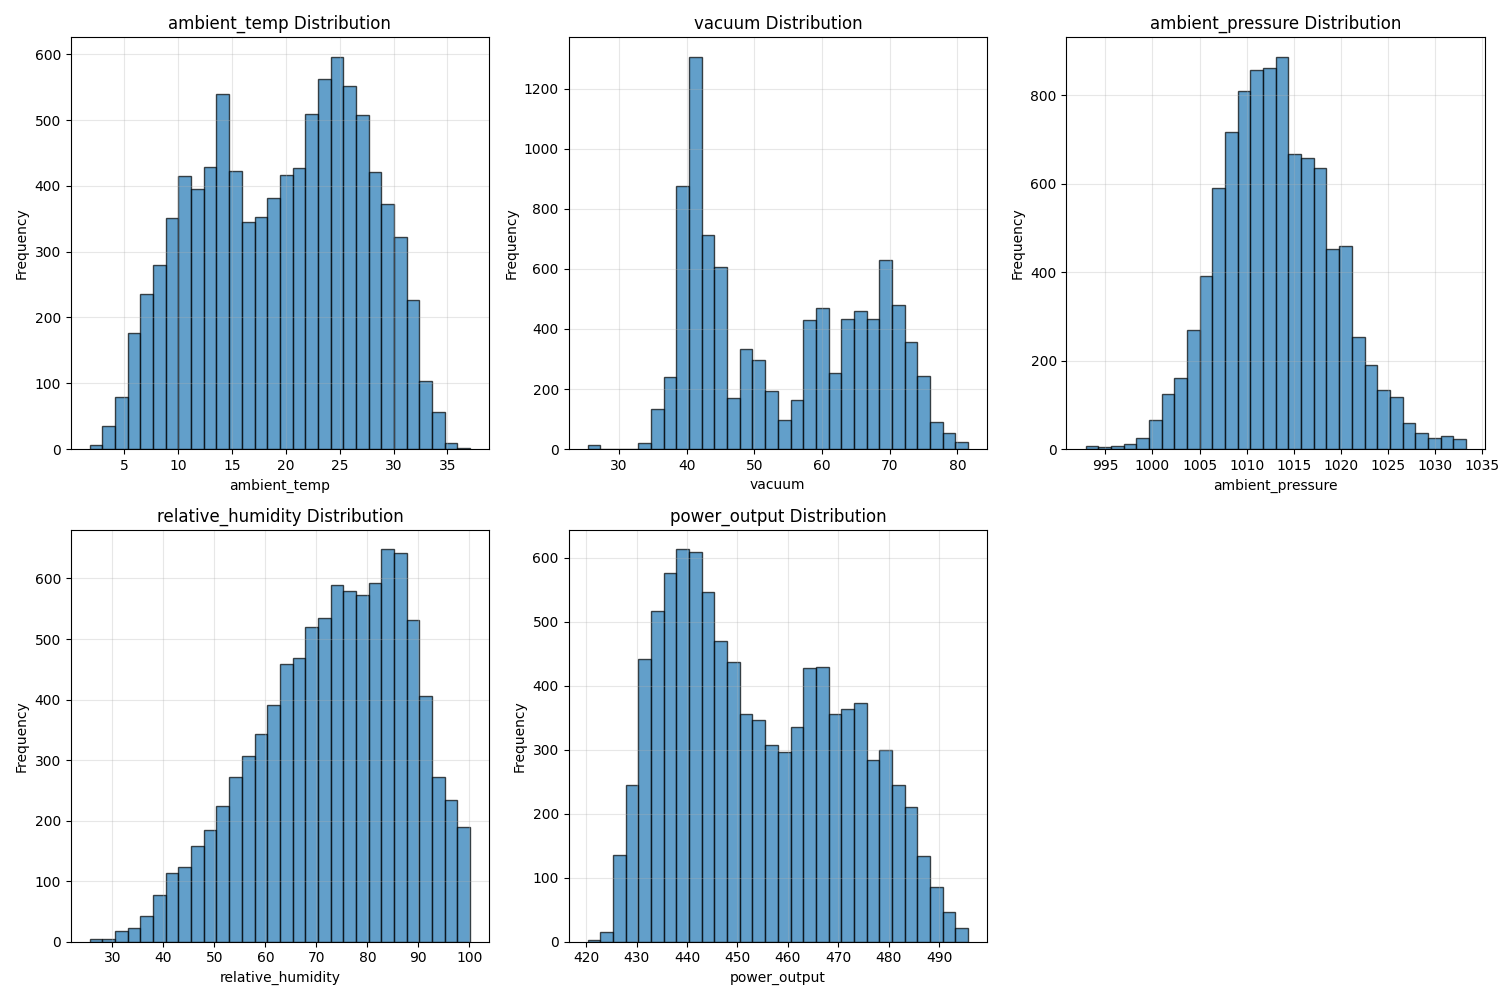 ambient_temp Distribution
Frequency
600
500
400
300
200
100
0
5 10 15 20 25 30 35
ambient_temp
vacuum Distribution
Frequency
1200
1000
800
600
400
200
0
30 40 50 60 70 80
vacuum
ambient_pressure Distribution
Frequency
800
600
400
200
0
995 1000 1005 1010 1015 1020 1025 1030 1035
ambient_pressure
relative_humidity Distribution
Frequency
600
500
400
300
200
100
0
30 40 50 60 70 80 90 100
relative_humidity
power_output Distribution
Frequency
600
500
400
300
200
100
0
420 430 440 450 460 470 480 490
power_output